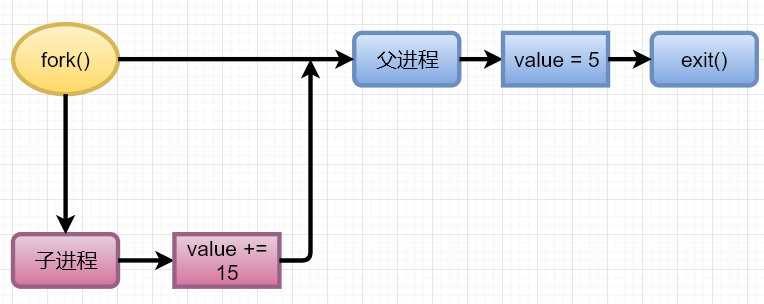 fork()
父进程
value = 5
exit()
子进程
value +=
15